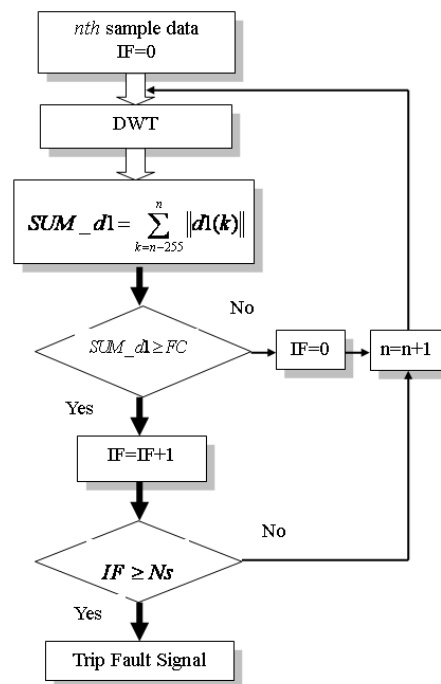 nth sample data
IF=0
DWT
SUM_d1 = n∑k=n-255 ‖d1(k)‖
No
SUM_d1 ≥ FC
IF=0
n=n+1
Yes
IF=IF+1
No
IF ≥ Ns
Yes
Trip Fault Signal